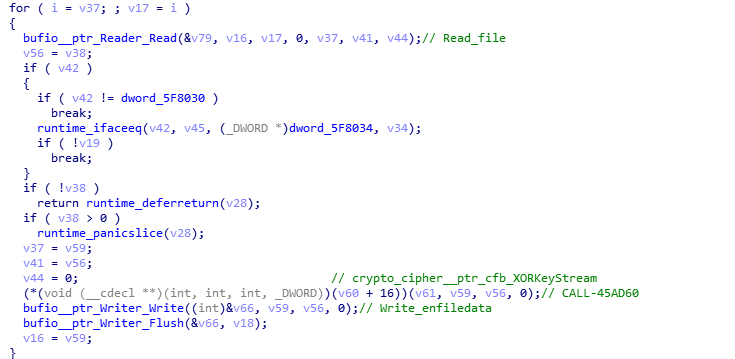 for ( i = v37; ; v17 = i )
{
bufio__ptr_Reader_Read(&v79, v16, v17, 0, v37, v41, v44);// Read_file
v56 = v38;
if ( v42 )
{
if ( v42 != dword_5F8030 )
break;
runtime_ifaceeq(v42, v45, (_DWORD *)dword_5F8034, v34);
if ( !v19 )
break;
}
if ( !v38 )
return runtime_deferreturn(v28);
if ( v38 > 0 )
runtime_panicslice(v28);
v37 = v59;
v41 = v56;
v44 = 0; // crypto_cipher__ptr_cfb_XORKeyStream
(*(void (__cdecl **)(int, int, int, _DWORD))(v60 + 16))(v61, v59, v56, 0);// CALL-45AD60
bufio__ptr_Writer_Write((int)&v66, v59, v56, 0);// Write_enfiledata
bufio__ptr_Writer_Flush(&v66, v18);
v16 = v59;
}